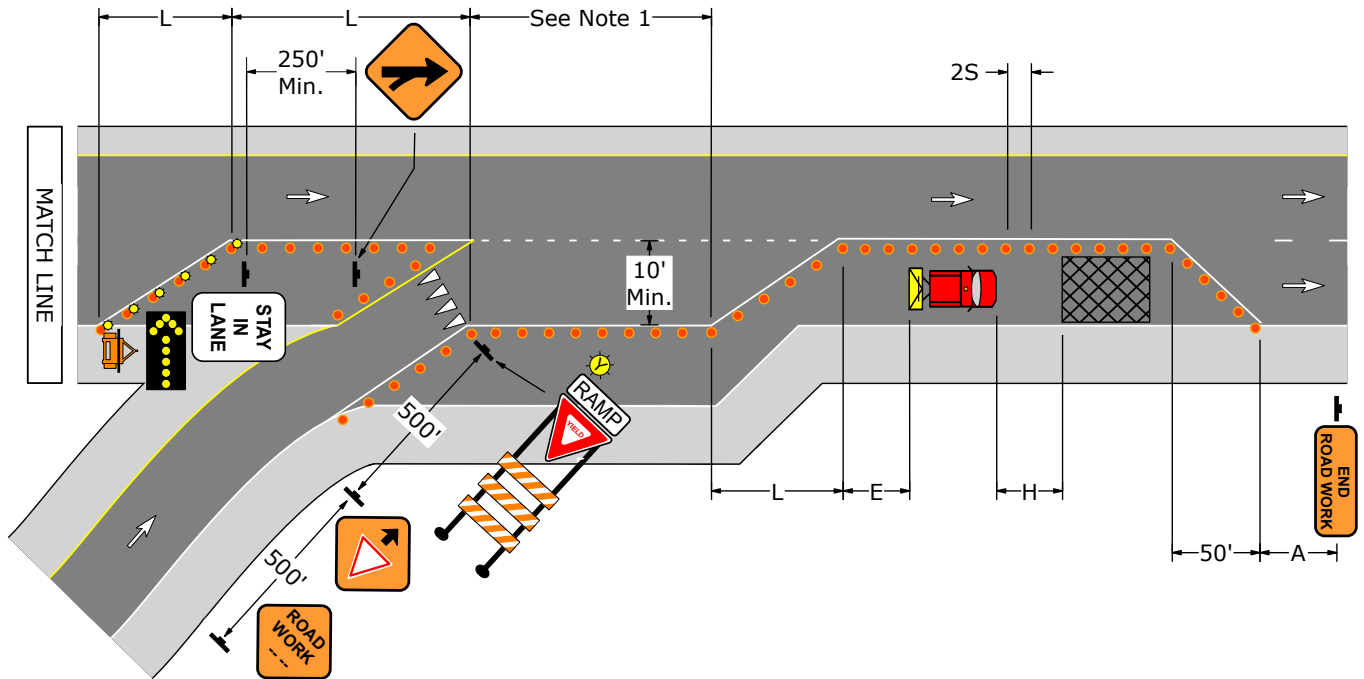 L
L
See Note 1
250'
Min.
2S
MATCH LINE
10'
Min.
STAY
IN
LANE
RAMP
YIELD
500'
500'
ROAD
WORK
-- --
L
E
H
50'
A
END
ROAD WORK